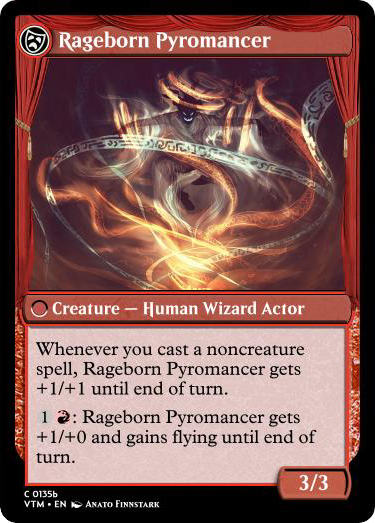 Rageborn Pyromancer
Creature — Human Wizard Actor
Whenever you cast a noncreature
spell, Rageborn Pyromancer gets
+1/+1 until end of turn.
1 : Rageborn Pyromancer gets
+1/+0 and gains flying until end of
turn.
3/3
C 0135b
VTM • EN Anato Finnstark